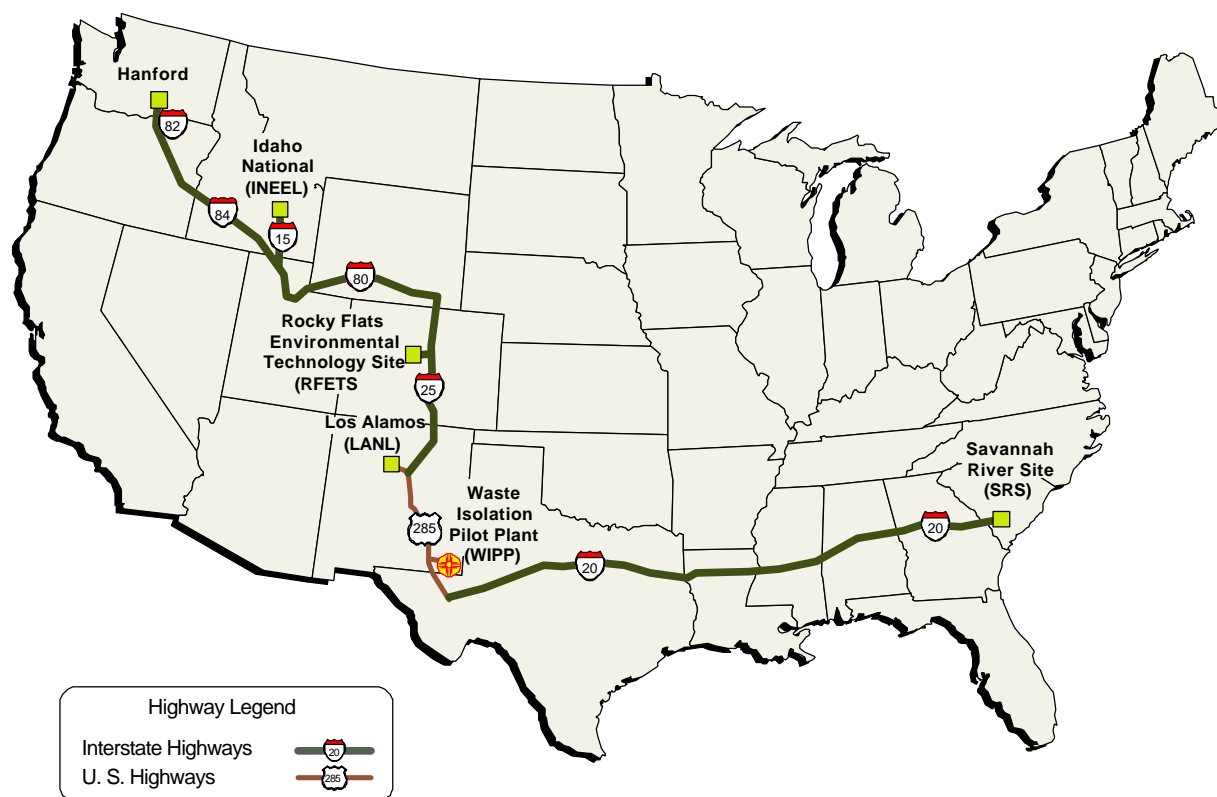 Hanford
82
Idaho
National
(INEEL)
84
15
80
Rocky Flats
Environmental
Technology Site
(RFETS
25
Los Alamos
(LANL)
Waste
Isolation
Pilot Plant
(WIPP)
285
20
Savannah
River Site
(SRS)
20
Highway Legend
Interstate Highways
20
U. S. Highways
285